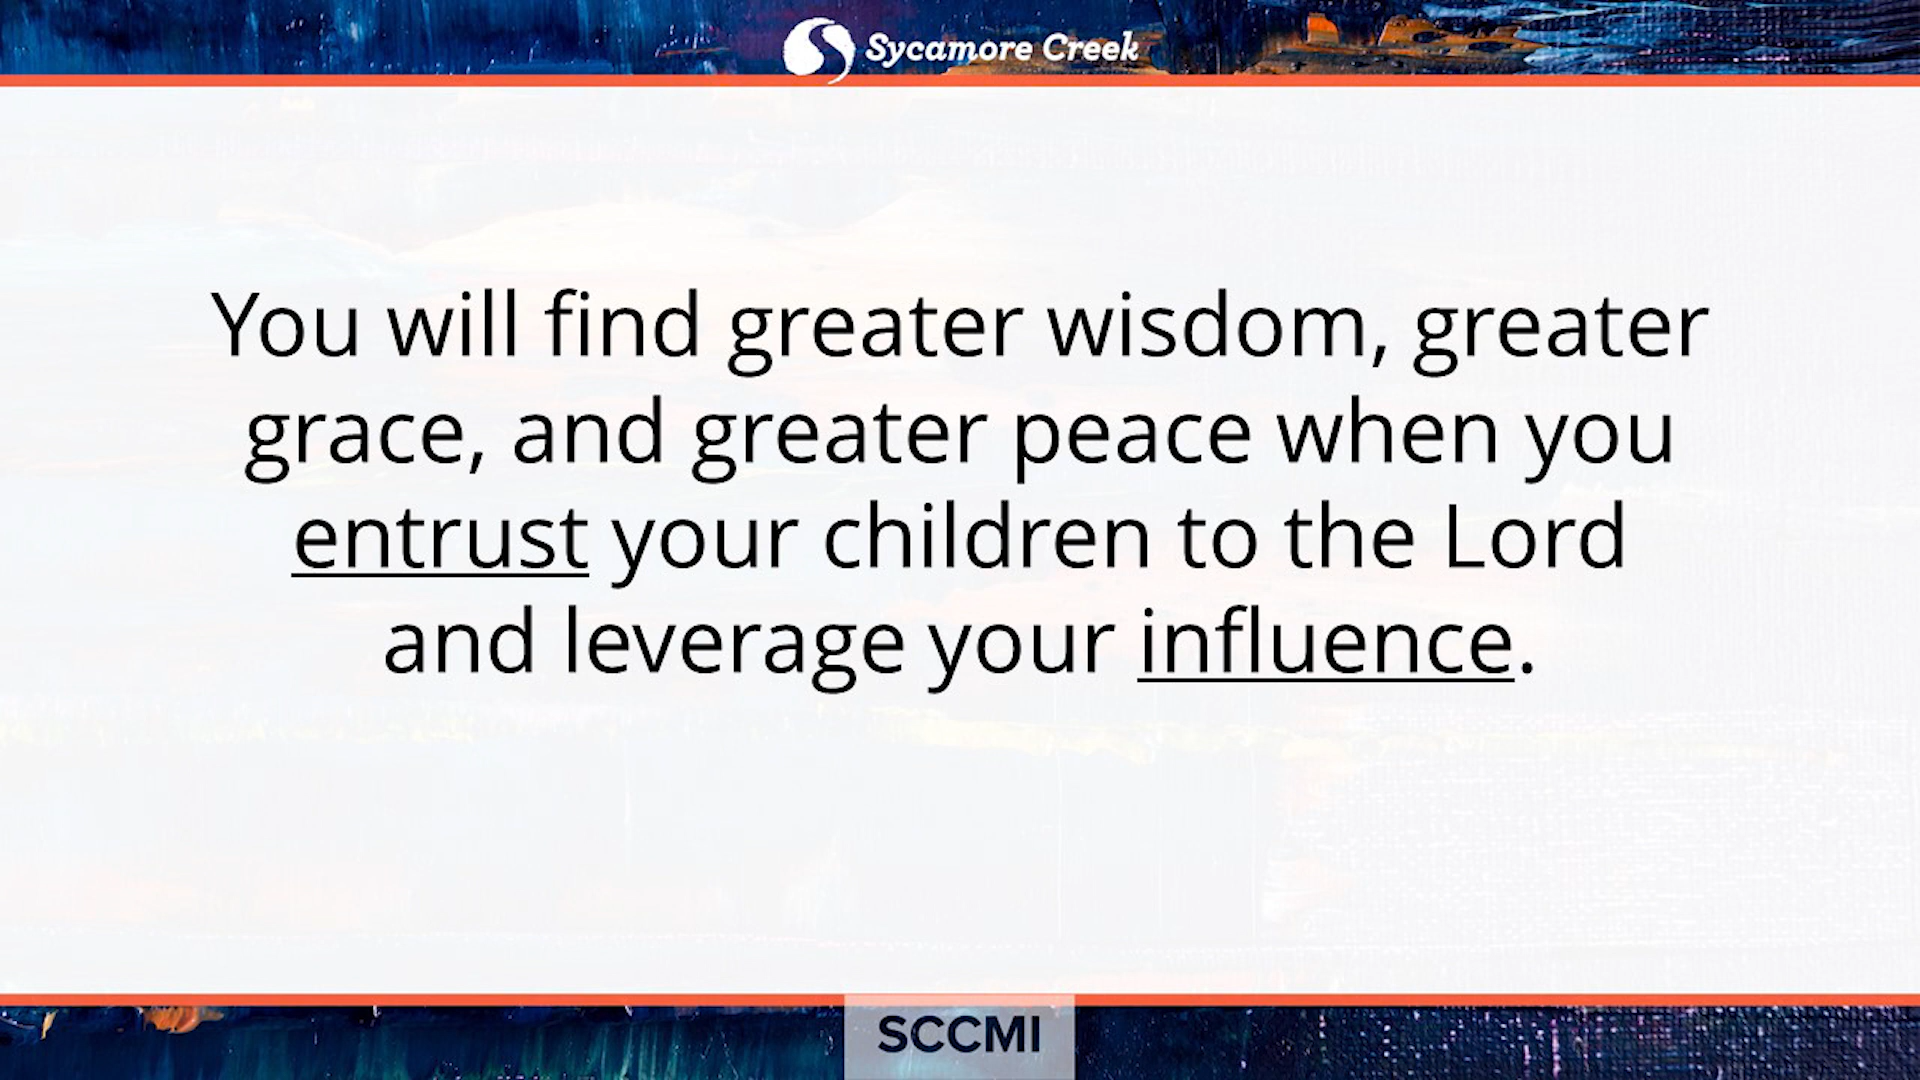 Sycamore Creek
You will find greater wisdom, greater
grace, and greater peace when you
entrust your children to the Lord
and leverage your influence.
SCCMI